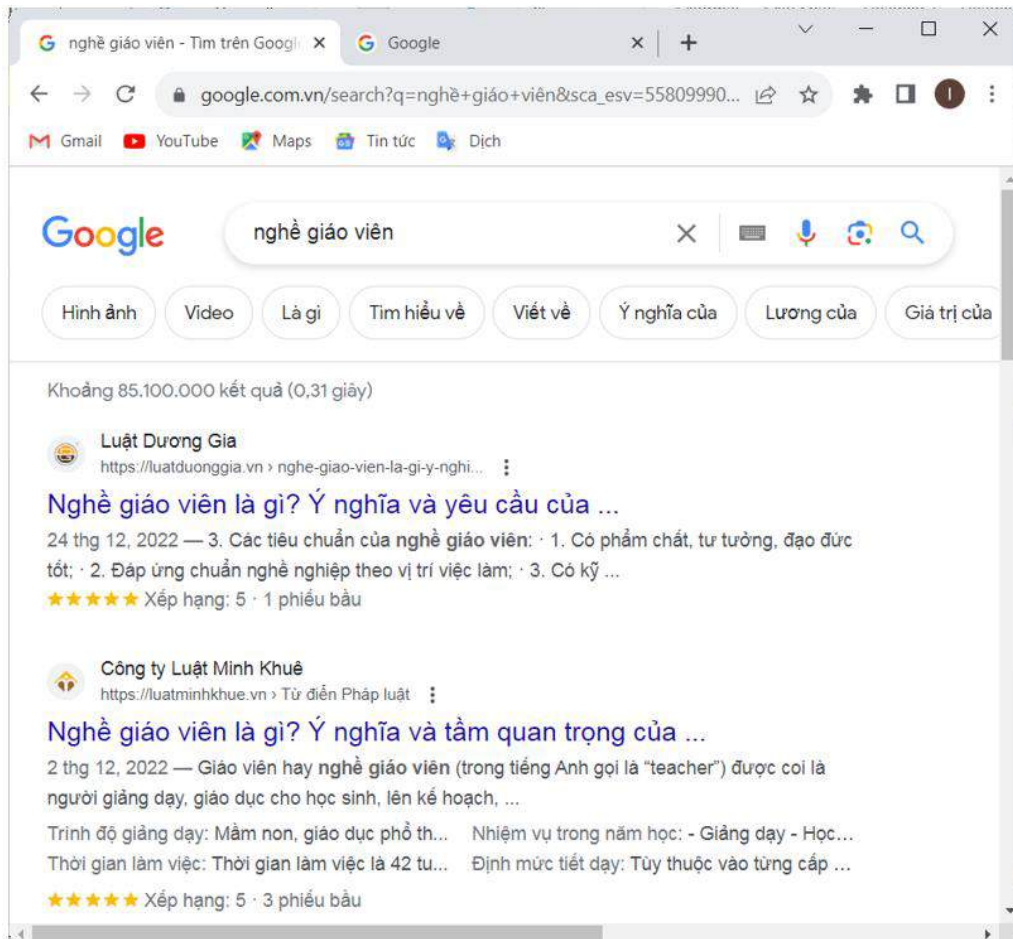 nghề giáo viên - Tìm trên Googl
Google
google.com.vn/search?q=nghề+giáo+viên&sca_esv=55809990...
I
Gmail
YouTube
Maps
Tin tức
Dịch
Google
nghề giáo viên
Hình ảnh
Video
Là gì
Tìm hiểu về
Viết về
Ý nghĩa của
Lương của
Giá trị của
Khoảng 85.100.000 kết quả (0,31 giây)
Luật Dương Gia
https://luatduonggia.vn › nghe-giao-vien-la-gi-y-nghi...
Nghề giáo viên là gì? Ý nghĩa và yêu cầu của ...
24 thg 12, 2022 — 3. Các tiêu chuẩn của nghề giáo viên: · 1. Có phẩm chất, tư tưởng, đạo đức
tốt; · 2. Đáp ứng chuẩn nghề nghiệp theo vị trí việc làm; · 3. Có kỹ ...
Xếp hạng: 5 · 1 phiếu bầu
Công ty Luật Minh Khuê
https://luatminhkhue.vn › Từ điển Pháp luật
Nghề giáo viên là gì? Ý nghĩa và tầm quan trọng của ...
2 thg 12, 2022 — Giáo viên hay nghề giáo viên (trong tiếng Anh gọi là “teacher”) được coi là
người giảng dạy, giáo dục cho học sinh, lên kế hoạch, ...
Trình độ giảng dạy: Mầm non, giáo dục phổ th... Nhiệm vụ trong năm học: - Giảng dạy - Học...
Thời gian làm việc: Thời gian làm việc là 42 tu... Định mức tiết dạy: Tùy thuộc vào từng cấp ...
Xếp hạng: 5 · 3 phiếu bầu